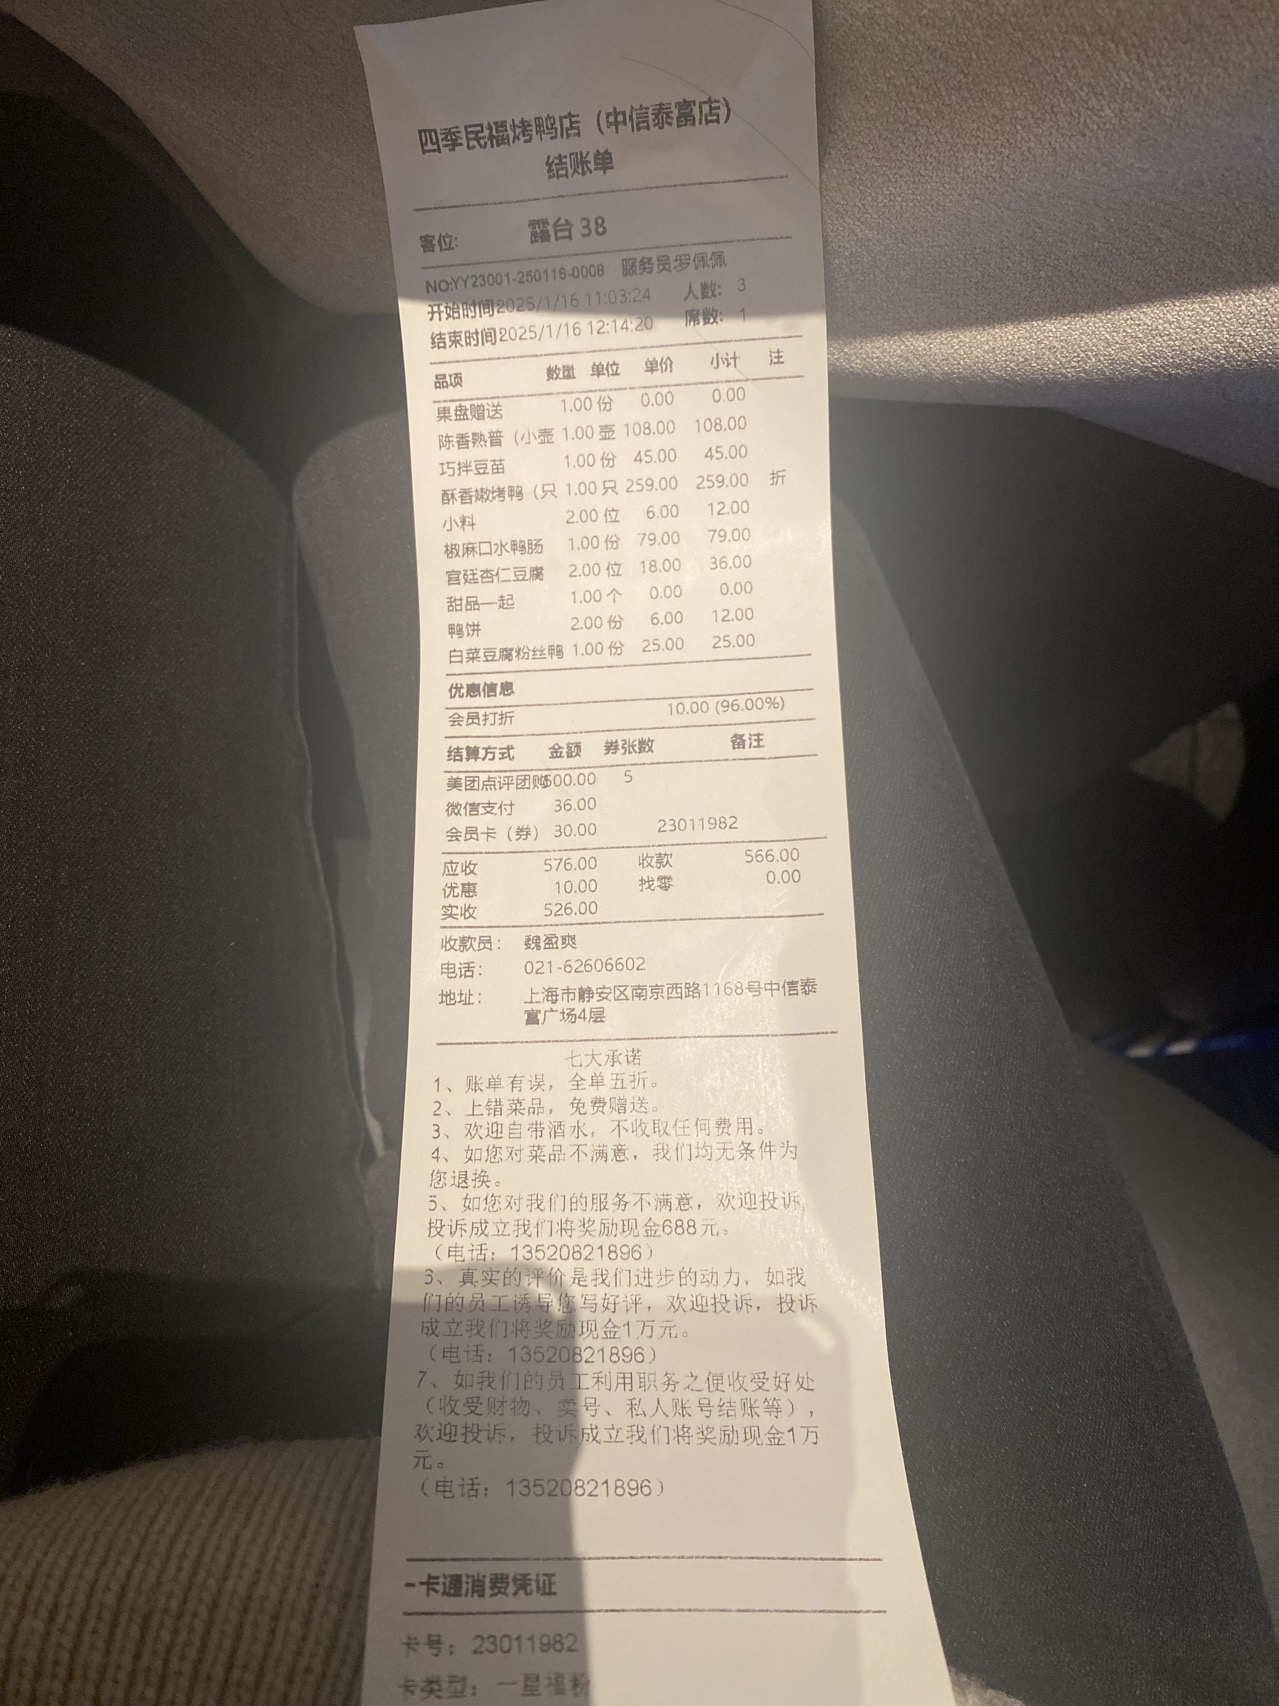 四季民福烤鸭店（中信泰富店）
结账单
客位: 露台 38
NO:YY23001-250116-0008 服务员罗佩佩
开始时间2025/1/16 11:03:24 人数: 3
结束时间2025/1/16 12:14:20 席数: 1
品项 数量 单位 单价 小计 注
果盘赠送 1.00 份 0.00 0.00
陈香熟普（小壶 1.00 壶 108.00 108.00
巧拌豆苗 1.00 份 45.00 45.00
酥香嫩烤鸭（只 1.00 只 259.00 259.00 折
小料 2.00 位 6.00 12.00
椒麻口水鸭肠 1.00 份 79.00 79.00
宫廷杏仁豆腐 2.00 位 18.00 36.00
甜品一起 1.00 个 0.00 0.00
鸭饼 2.00 份 6.00 12.00
白菜豆腐粉丝鸭 1.00 份 25.00 25.00
优惠信息
会员打折 10.00 (96.00%)
结算方式 金额 券张数 备注
美团点评团购500.00 5
微信支付 36.00
会员卡（券） 30.00 23011982
应收 576.00 收款 566.00
优惠 10.00 找零 0.00
实收 526.00
收款员: 魏盈爽
电话: 021-62606602
地址: 上海市静安区南京西路1168号中信泰
富广场4层
七大承诺
1、账单有误，全单五折。
2、上错菜品，免费赠送。
3、欢迎自带酒水，不收取任何费用。
4、如您对菜品不满意，我们均无条件为
您退换。
5、如您对我们的服务不满意，欢迎投诉，
投诉成立我们将奖励现金688元。
（电话：13520821896）
6、真实的评价是我们进步的动力，如我
们的员工诱导您写好评，欢迎投诉，投诉
成立我们将奖励现金1万元。
（电话：13520821896）
7、如我们的员工利用职务之便收受好处
（收受财物、卖号、私人账号结账等），
欢迎投诉，投诉成立我们将奖励现金1万
元。
（电话：13520821896）
一卡通消费凭证
卡号：23011982
卡类型：一星福粉